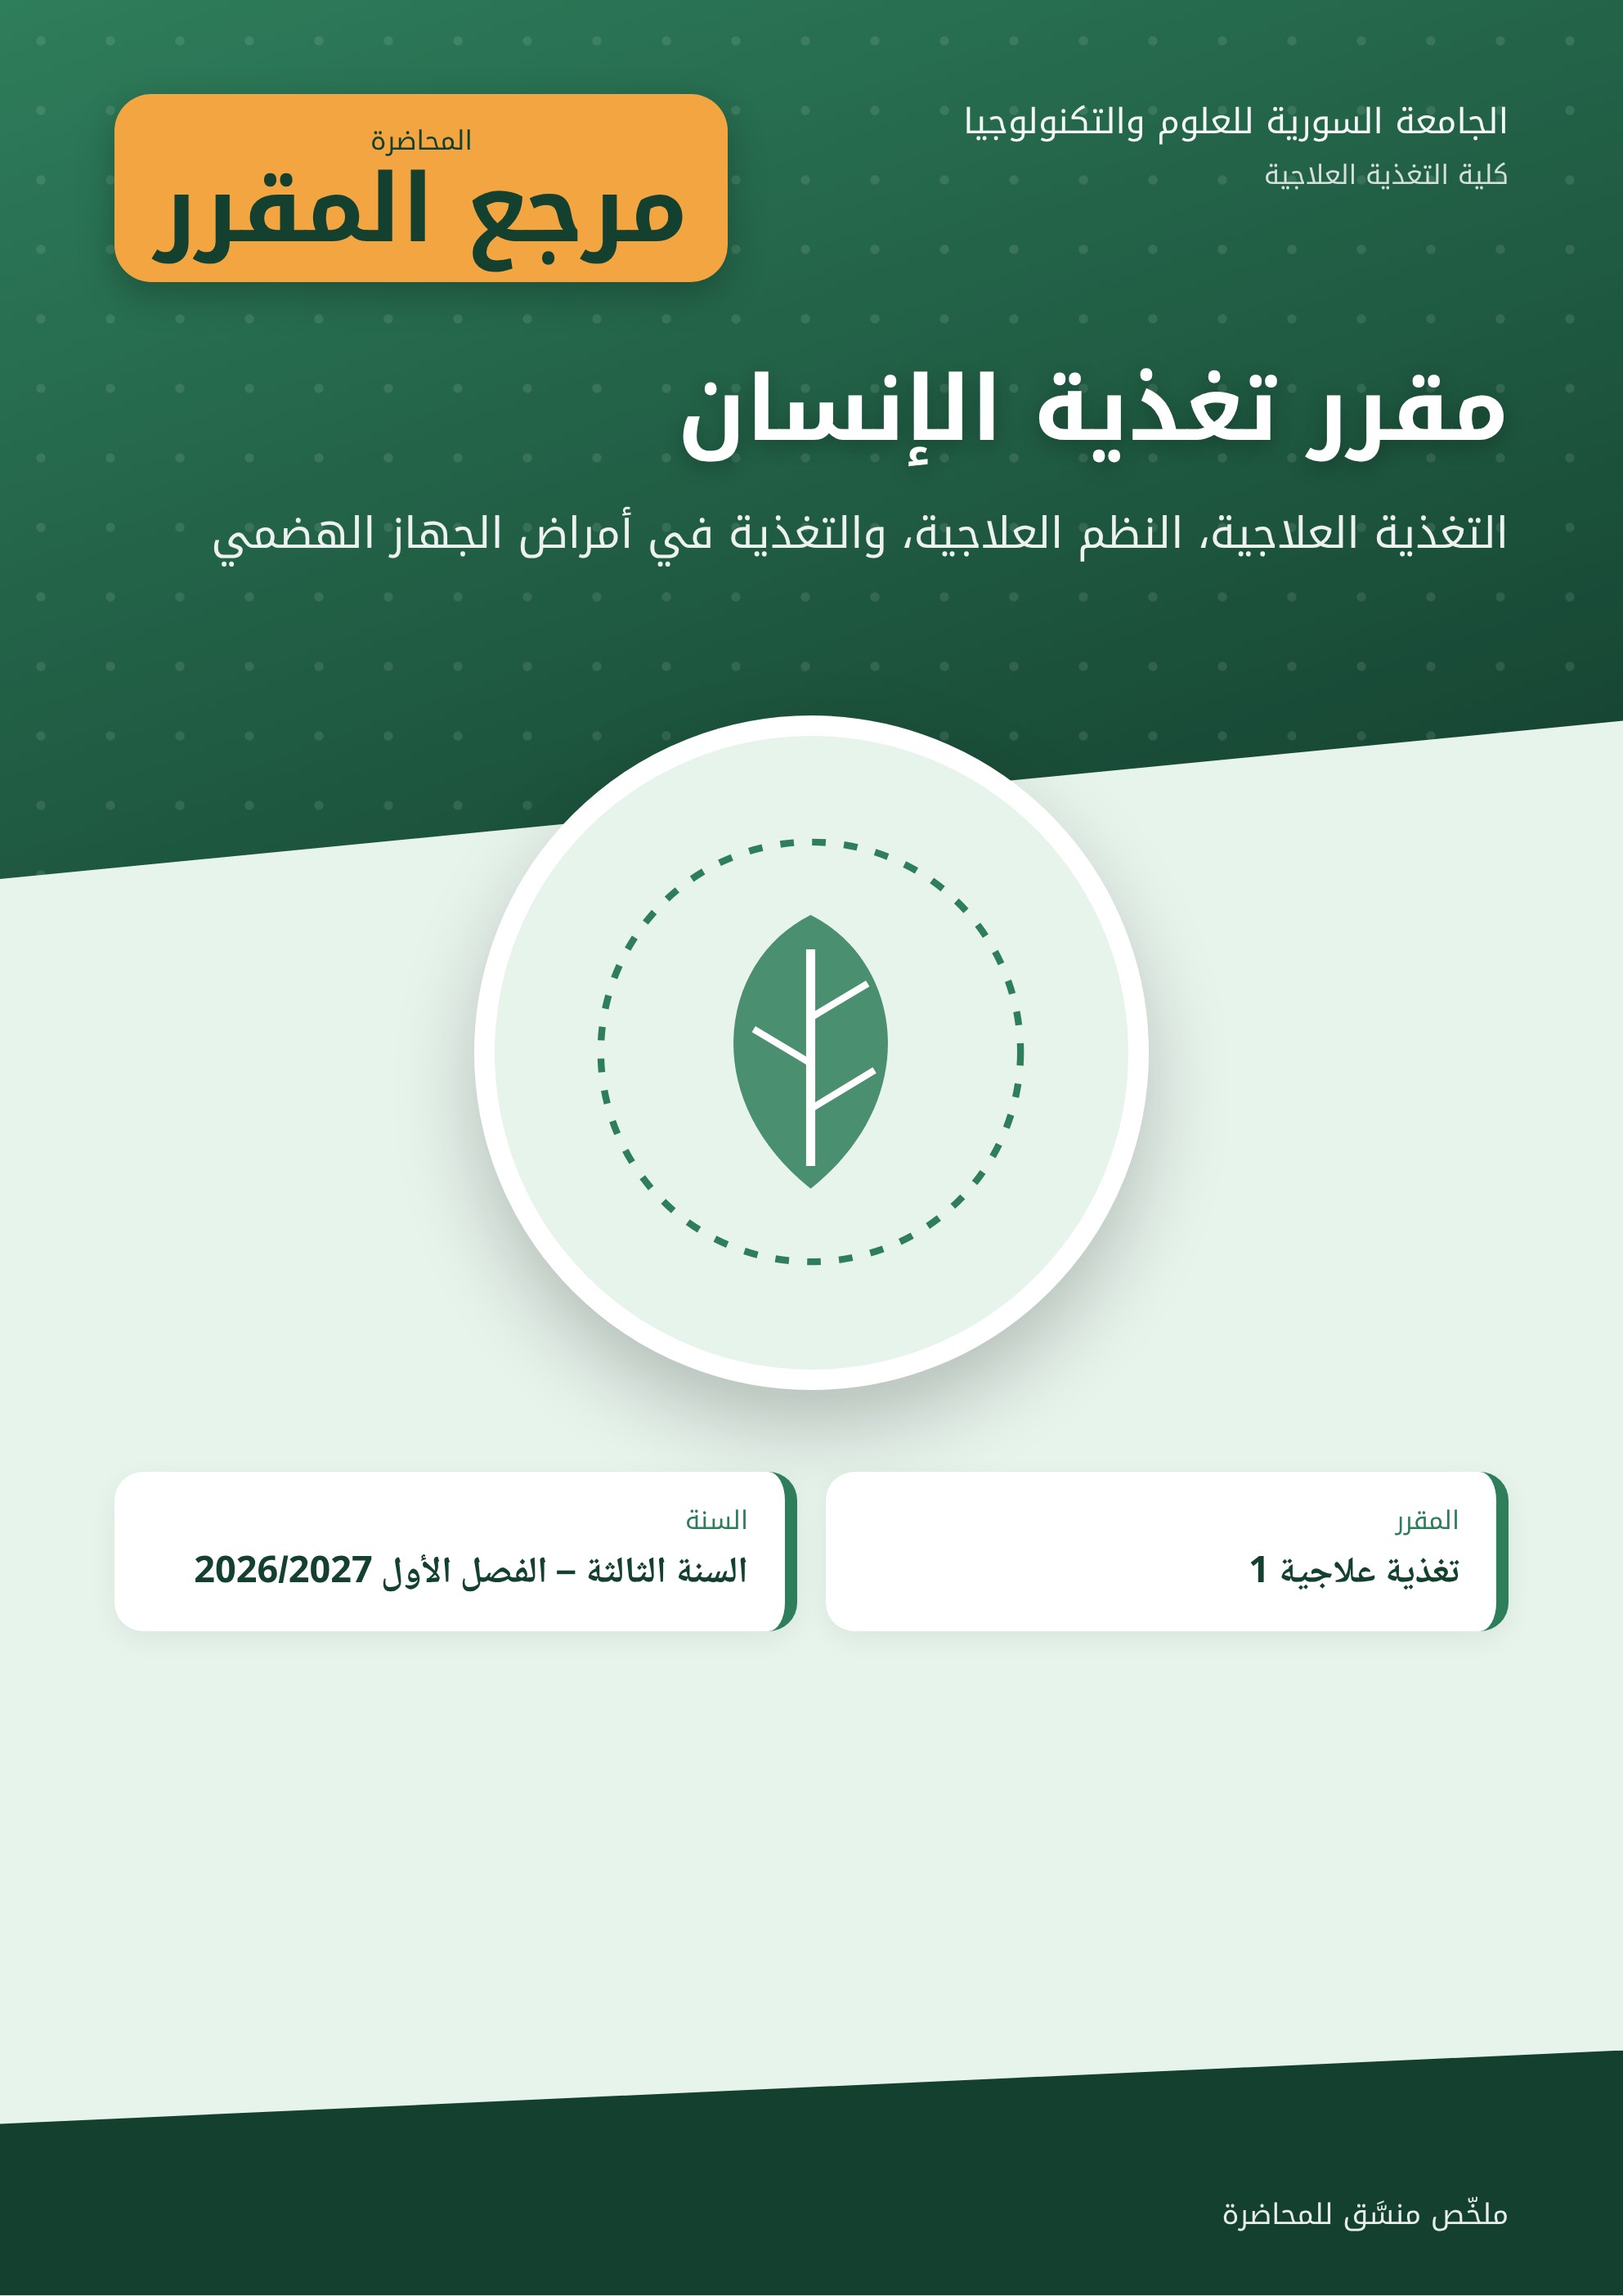 الجامعة السورية للعلوم والتكنولوجيا
كلية التغذية العلاجية
المحاضرة
مرجع المقرر
مقرر تغذية الإنسان
التغذية العلاجية، النظم العلاجية، والتغذية في أمراض الجهاز الهضمي
المقرر
تغذية علاجية 1
السنة
السنة الثالثة – الفصل الأول 2026/2027
ملخّص منسَّق للمحاضرة